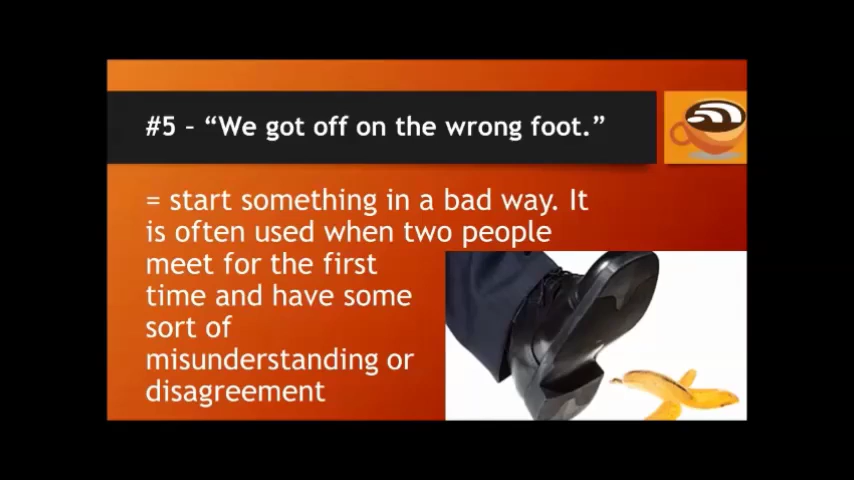 #5 – “We got off on the wrong foot.”
= start something in a bad way. It
is often used when two people
meet for the first
time and have some
sort of
misunderstanding or
disagreement